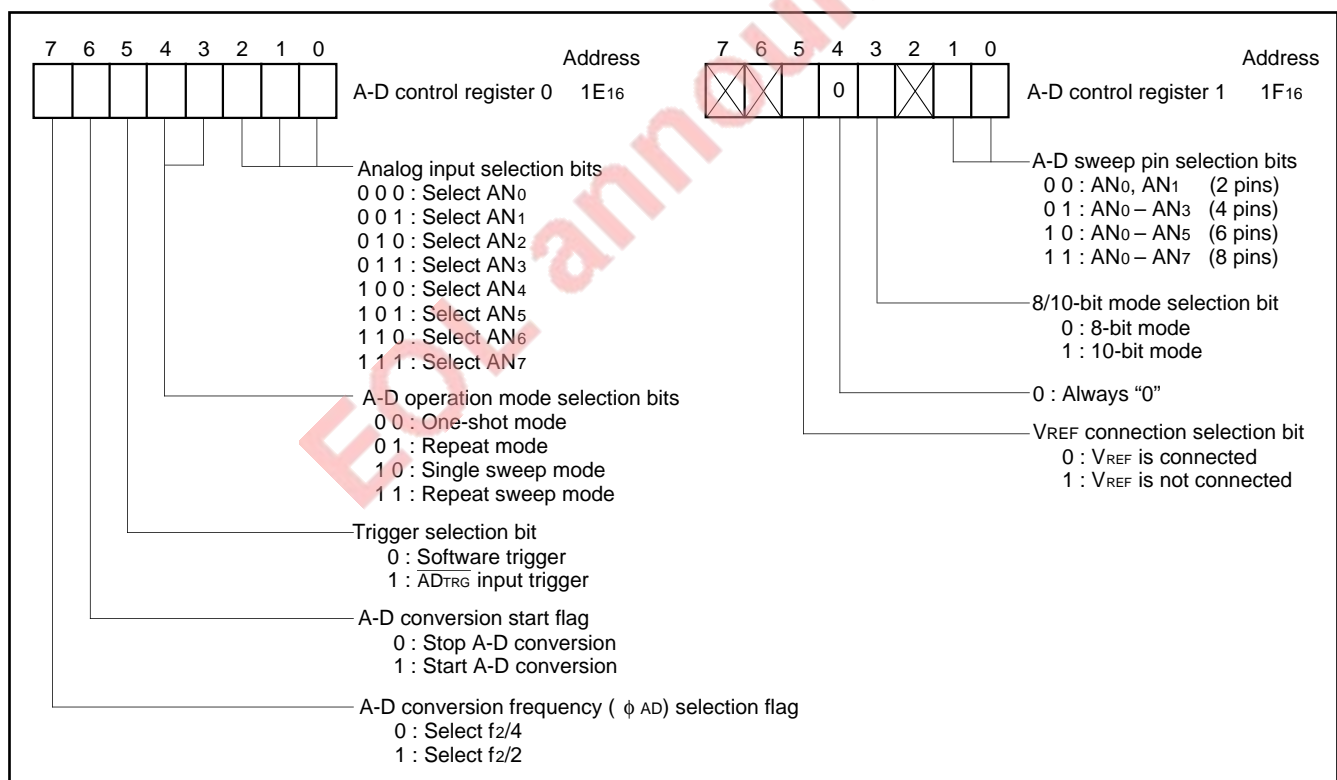 7 6 5 4 3 2 1 0
Address
A-D control register 0 1E16
Analog input selection bits
0 0 0 : Select AN0
0 0 1 : Select AN1
0 1 0 : Select AN2
0 1 1 : Select AN3
1 0 0 : Select AN4
1 0 1 : Select AN5
1 1 0 : Select AN6
1 1 1 : Select AN7
A-D operation mode selection bits
0 0 : One-shot mode
0 1 : Repeat mode
1 0 : Single sweep mode
1 1 : Repeat sweep mode
Trigger selection bit
0 : Software trigger
1 : ADTRG input trigger
A-D conversion start flag
0 : Stop A-D conversion
1 : Start A-D conversion
A-D conversion frequency ( ϕ AD) selection flag
0 : Select f2/4
1 : Select f2/2
7 6 5 4 3 2 1 0
Address
0
A-D control register 1 1F16
A-D sweep pin selection bits
0 0 : AN0, AN1 (2 pins)
0 1 : AN0 – AN3 (4 pins)
1 0 : AN0 – AN5 (6 pins)
1 1 : AN0 – AN7 (8 pins)
8/10-bit mode selection bit
0 : 8-bit mode
1 : 10-bit mode
0 : Always “0”
VREF connection selection bit
0 : VREF is connected
1 : VREF is not connected
EOL announ